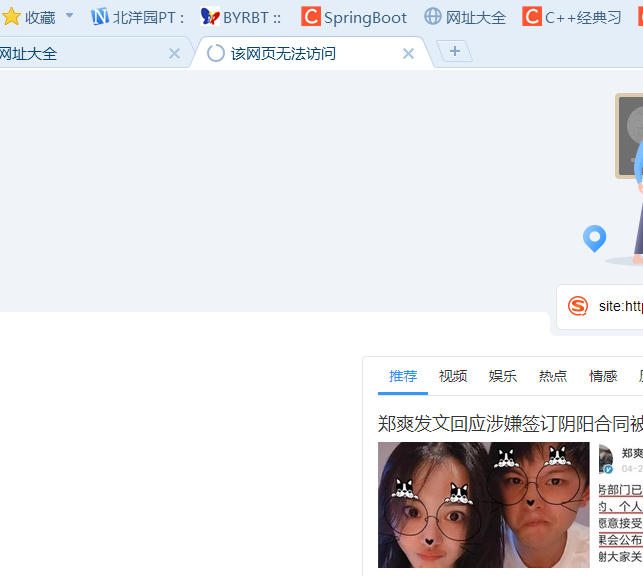 收藏 北洋园PT : BYRBT :: SpringBoot 网址大全 C++经典习
网址大全 该网页无法访问
site:http
推荐 视频 娱乐 热点 情感
郑爽发文回应涉嫌签订阴阳合同被
郑爽
04-2
务部门已
约、个人
愿意接受
果会公布
谢大家关